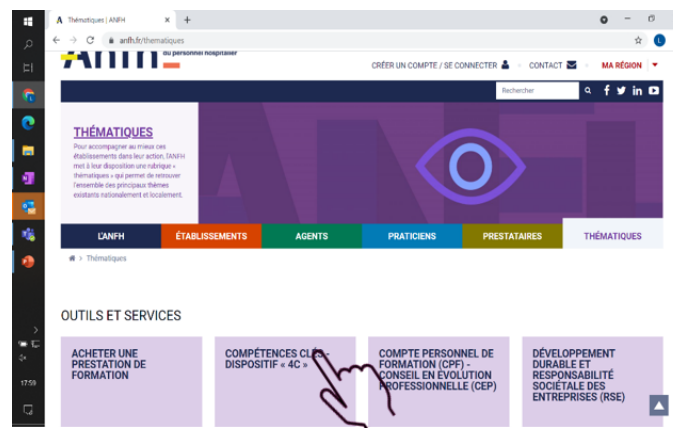 Thématiques | ANFH
anfh.fr/thematiques
Anfh
du personnel hospitalier
CRÉER UN COMPTE / SE CONNECTER
CONTACT
MA RÉGION
Rechercher
THÉMATIQUES
Pour accompagner au mieux ces
établissements dans leur action, l'ANFH
met à leur disposition une rubrique «
thématiques » qui permet de retrouver
l'ensemble des principaux thèmes
existants nationalement et localement.
L'ANFH
ÉTABLISSEMENTS
AGENTS
PRATICIENS
PRESTATAIRES
THÉMATIQUES
> Thématiques
OUTILS ET SERVICES
ACHETER UNE
PRESTATION DE
FORMATION
COMPÉTENCES CLÉS -
DISPOSITIF « 4C »
COMPTE PERSONNEL DE
FORMATION (CPF) -
CONSEIL EN ÉVOLUTION
PROFESSIONNELLE (CEP)
DÉVELOPPEMENT
DURABLE ET
RESPONSABILITÉ
SOCIÉTALE DES
ENTREPRISES (RSE)
17:59